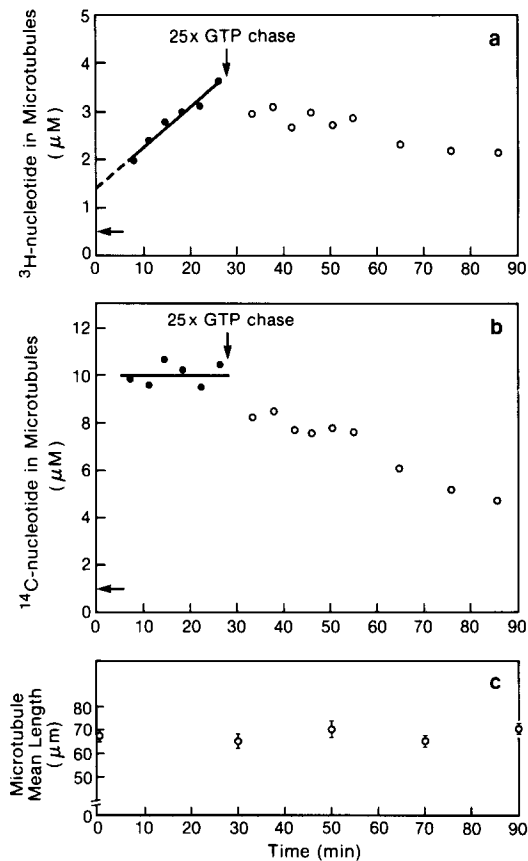 a
25x GTP chase
³H-nucleotide in Microtubules
(μM)
5
4
3
2
1
0
0 10 20 30 40 50 60 70 80 90
b
25x GTP chase
¹⁴C-nucleotide in Microtubules
(μM)
12
10
8
6
4
2
0
0 10 20 30 40 50 60 70 80 90
c
Microtubule
Mean Length
(μm)
80
70
60
50
0
0 10 20 30 40 50 60 70 80 90
Time (min)